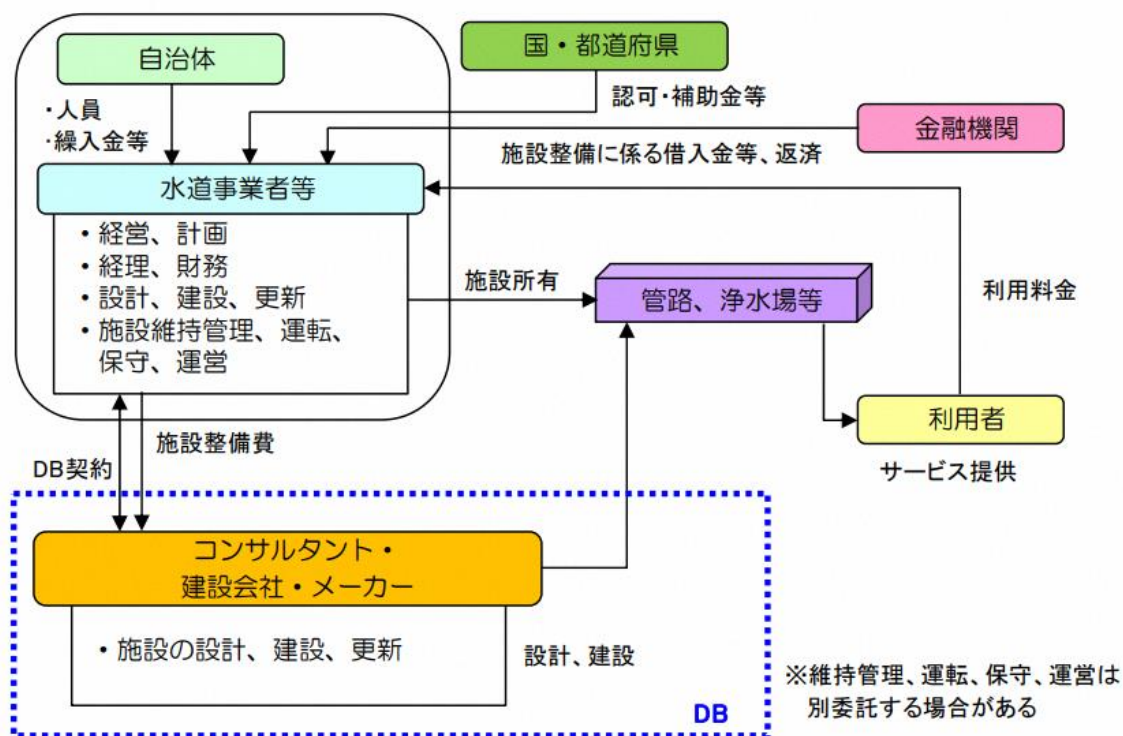 自治体
国・都道府県
・人員
・繰入金等
認可・補助金等
金融機関
施設整備に係る借入金等、返済
水道事業者等
・経営、計画
・経理、財務
・設計、建設、更新
・施設維持管理、運転、
保守、運営
施設所有
管路、浄水場等
利用料金
利用者
サービス提供
施設整備費
DB契約
コンサルタント・
建設会社・メーカー
・施設の設計、建設、更新
設計、建設
DB
※維持管理、運転、保守、運営は
別委託する場合がある